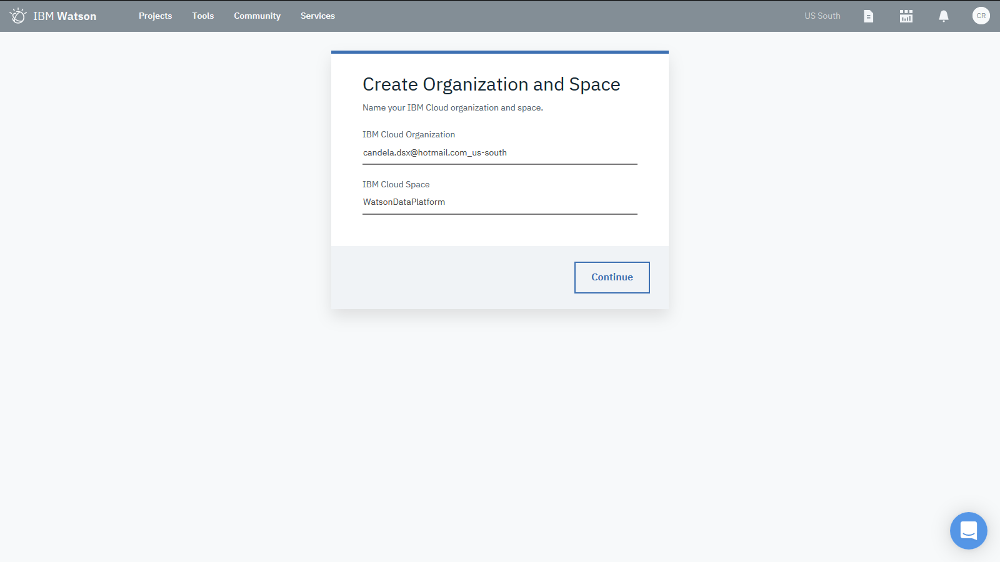 IBM Watson
Projects Tools Community Services
US South
CR
Create Organization and Space
Name your IBM Cloud organization and space.
IBM Cloud Organization
candela.dsx@hotmail.com_us-south
IBM Cloud Space
WatsonDataPlatform
Continue